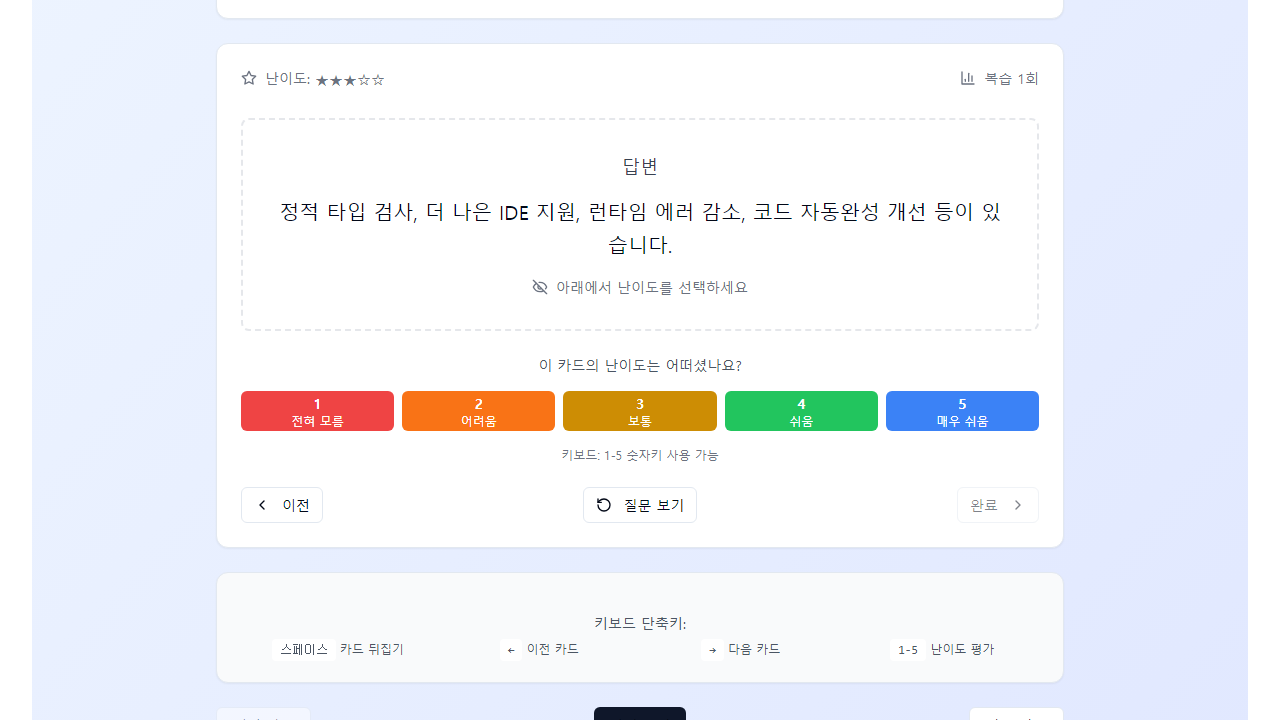 난이도: ★★★☆☆
복습 1회
답변
정적 타입 검사, 더 나은 IDE 지원, 런타임 에러 감소, 코드 자동완성 개선 등이 있
습니다.
아래에서 난이도를 선택하세요
이 카드의 난이도는 어떠셨나요?
1
전혀 모름
2
어려움
3
보통
4
쉬움
5
매우 쉬움
키보드: 1-5 숫자키 사용 가능
이전
질문 보기
완료
키보드 단축키:
스페이스 카드 뒤집기
← 이전 카드
→ 다음 카드
1-5 난이도 평가